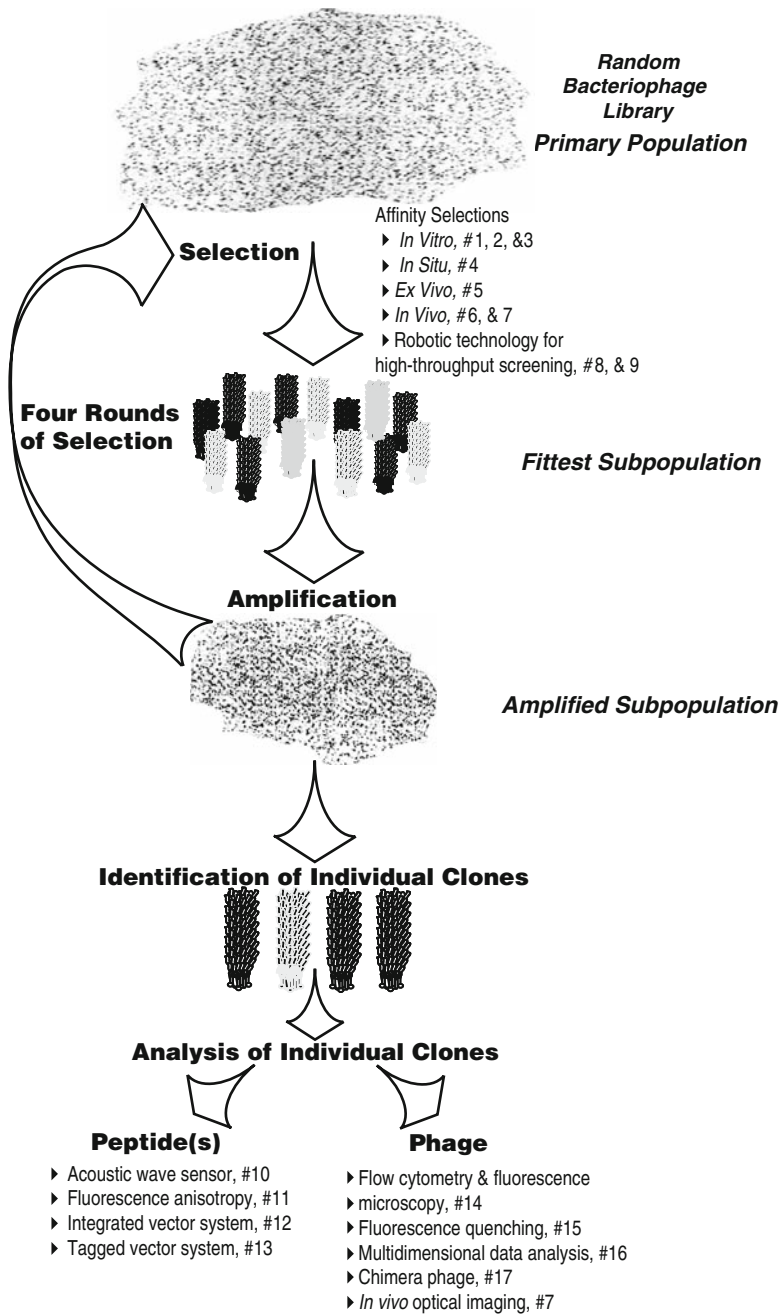 Random
Bacteriophage
Library
Primary Population
Affinity Selections
▶ In Vitro, #1, 2, &3
▶ In Situ, #4
▶ Ex Vivo, #5
▶ In Vivo, #6, & 7
▶ Robotic technology for
high-throughput screening, #8, & 9
Selection
Four Rounds
of Selection
Fittest Subpopulation
Amplification
Amplified Subpopulation
Identification of Individual Clones
Analysis of Individual Clones
Peptide(s)
▶ Acoustic wave sensor, #10
▶ Fluorescence anisotropy, #11
▶ Integrated vector system, #12
▶ Tagged vector system, #13
Phage
▶ Flow cytometry & fluorescence
▶ microscopy, #14
▶ Fluorescence quenching, #15
▶ Multidimensional data analysis, #16
▶ Chimera phage, #17
▶ In vivo optical imaging, #7